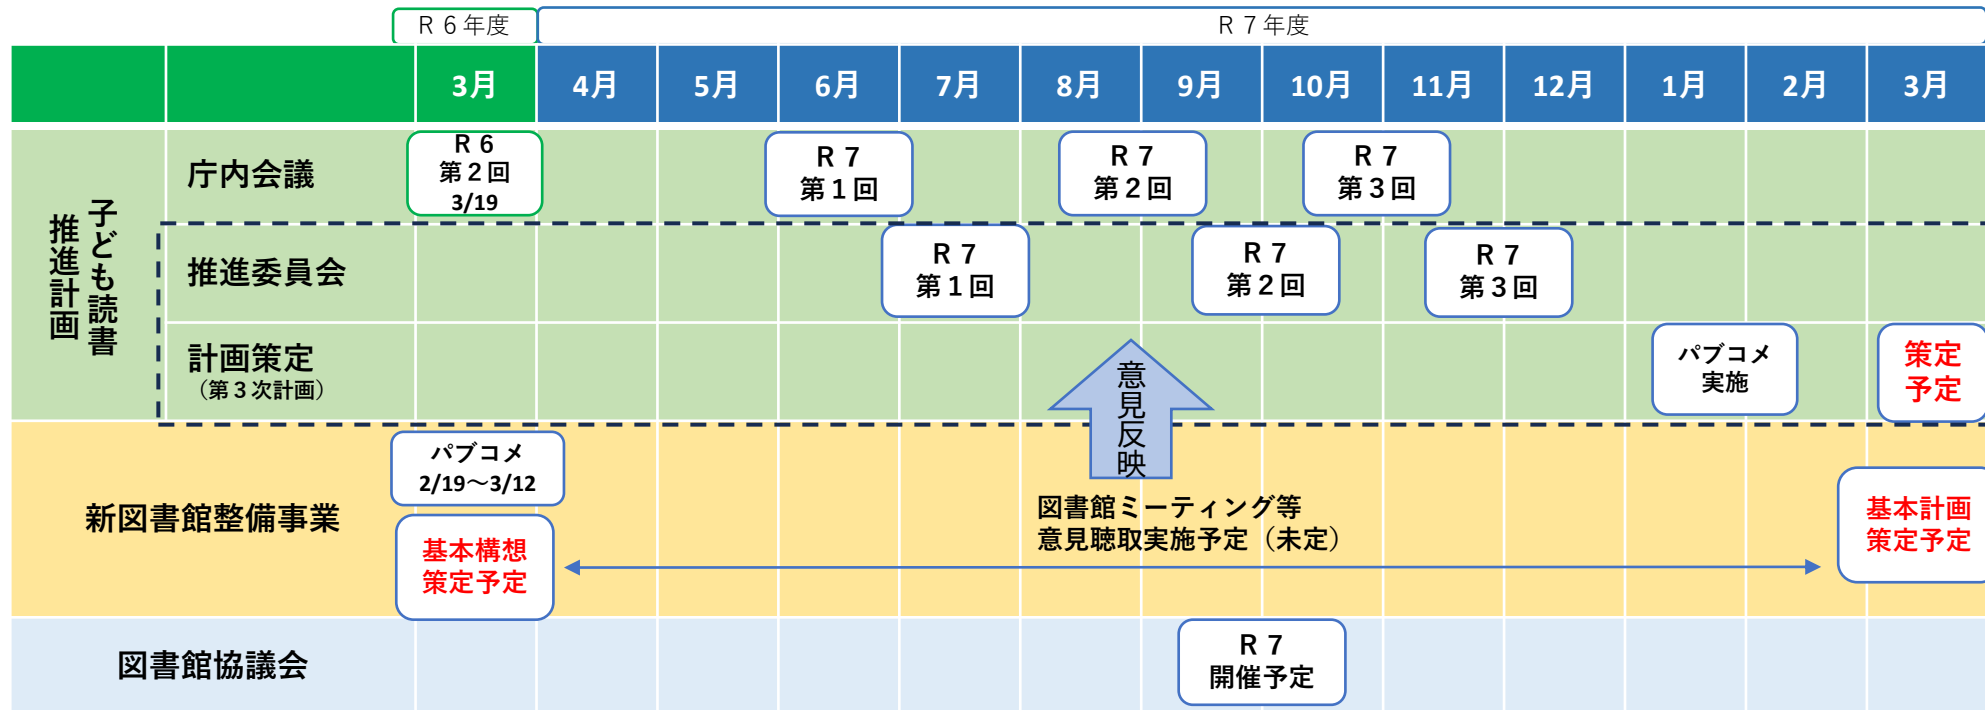 Ｒ６年度
Ｒ７年度
3月
4月
5月
6月
7月
8月
9月
10月
11月
12月
1月
2月
3月
子ども読書
推進計画
庁内会議
Ｒ６
第２回
3/19
Ｒ７
第１回
Ｒ７
第２回
Ｒ７
第３回
推進委員会
Ｒ７
第１回
Ｒ７
第２回
Ｒ７
第３回
計画策定
（第３次計画）
意見反映
パブコメ
実施
策定
予定
新図書館整備事業
パブコメ
2/19～3/12
基本構想
策定予定
図書館ミーティング等
意見聴取実施予定（未定）
基本計画
策定予定
図書館協議会
Ｒ７
開催予定